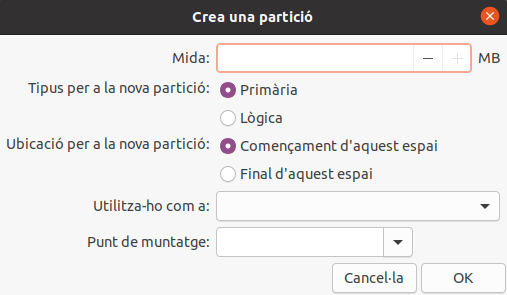 Crea una partició
Mida: MB
Tipus per a la nova partició: Primària
Lògica
Ubicació per a la nova partició: Començament d'aquest espai
Final d'aquest espai
Utilitza-ho com a:
Punt de muntatge:
Cancel·la OK